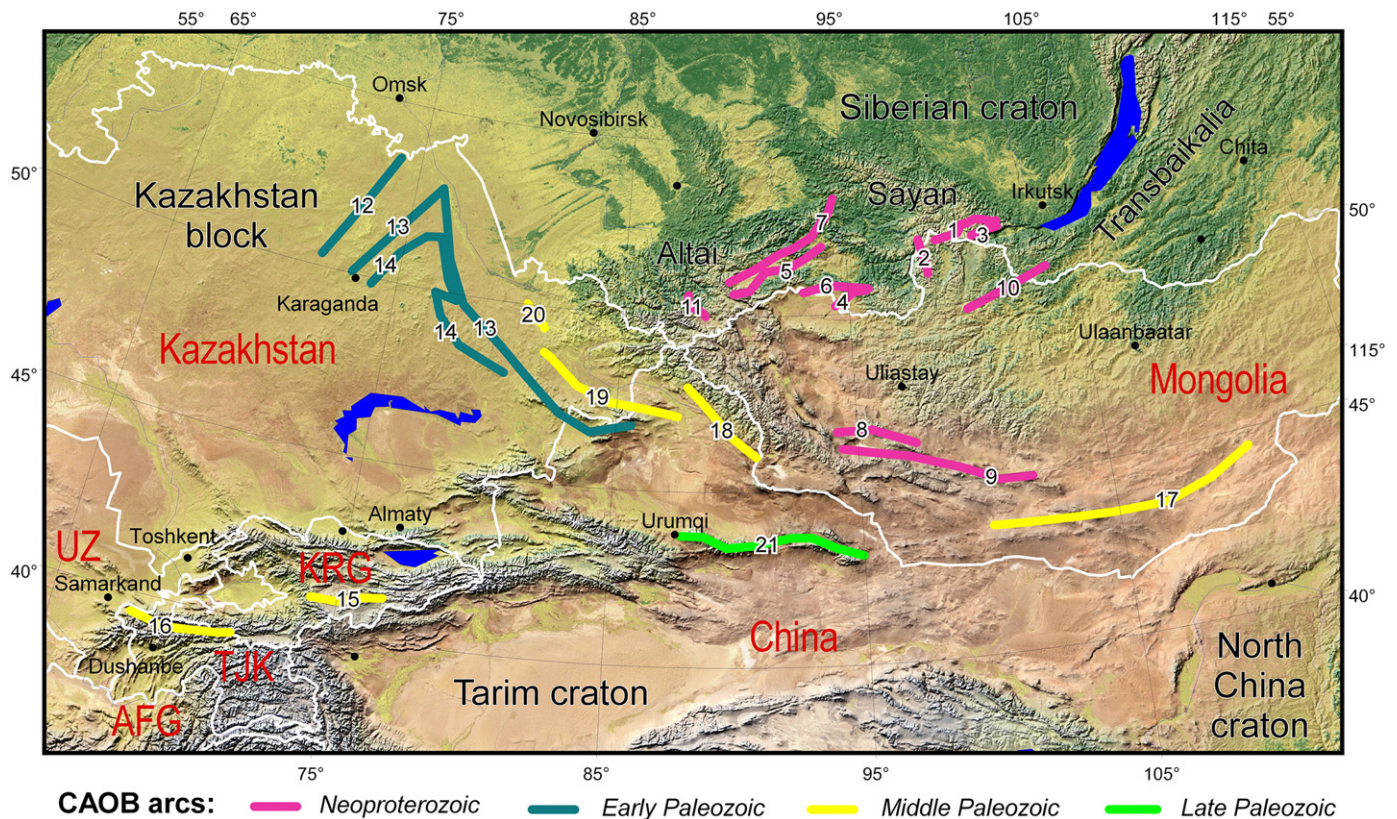 55° 65° 75° 85° 95° 105° 115° 55°
Omsk
Novosibirsk
Siberian craton
Transbaikalia
Chita
50°
Kazakhstan
block
12
13
14
Sayan
Irkutsk
50°
7
1
3
2
Altai
5
6
4
11
10
Karaganda
20
14
13
Ulaanbaatar
Kazakhstan
Uliastay
Mongolia
115°
45°
19
18
8
9
45°
17
UZ
Toshkent
Almaty
Urumqi
21
KRG
40°
Samarkand
15
40°
16
Dushanbe
TJK
China
AFG
Tarim craton
North
China
craton
75° 85° 95° 105°
CAOB arcs: Neoproterozoic Early Paleozoic Middle Paleozoic Late Paleozoic